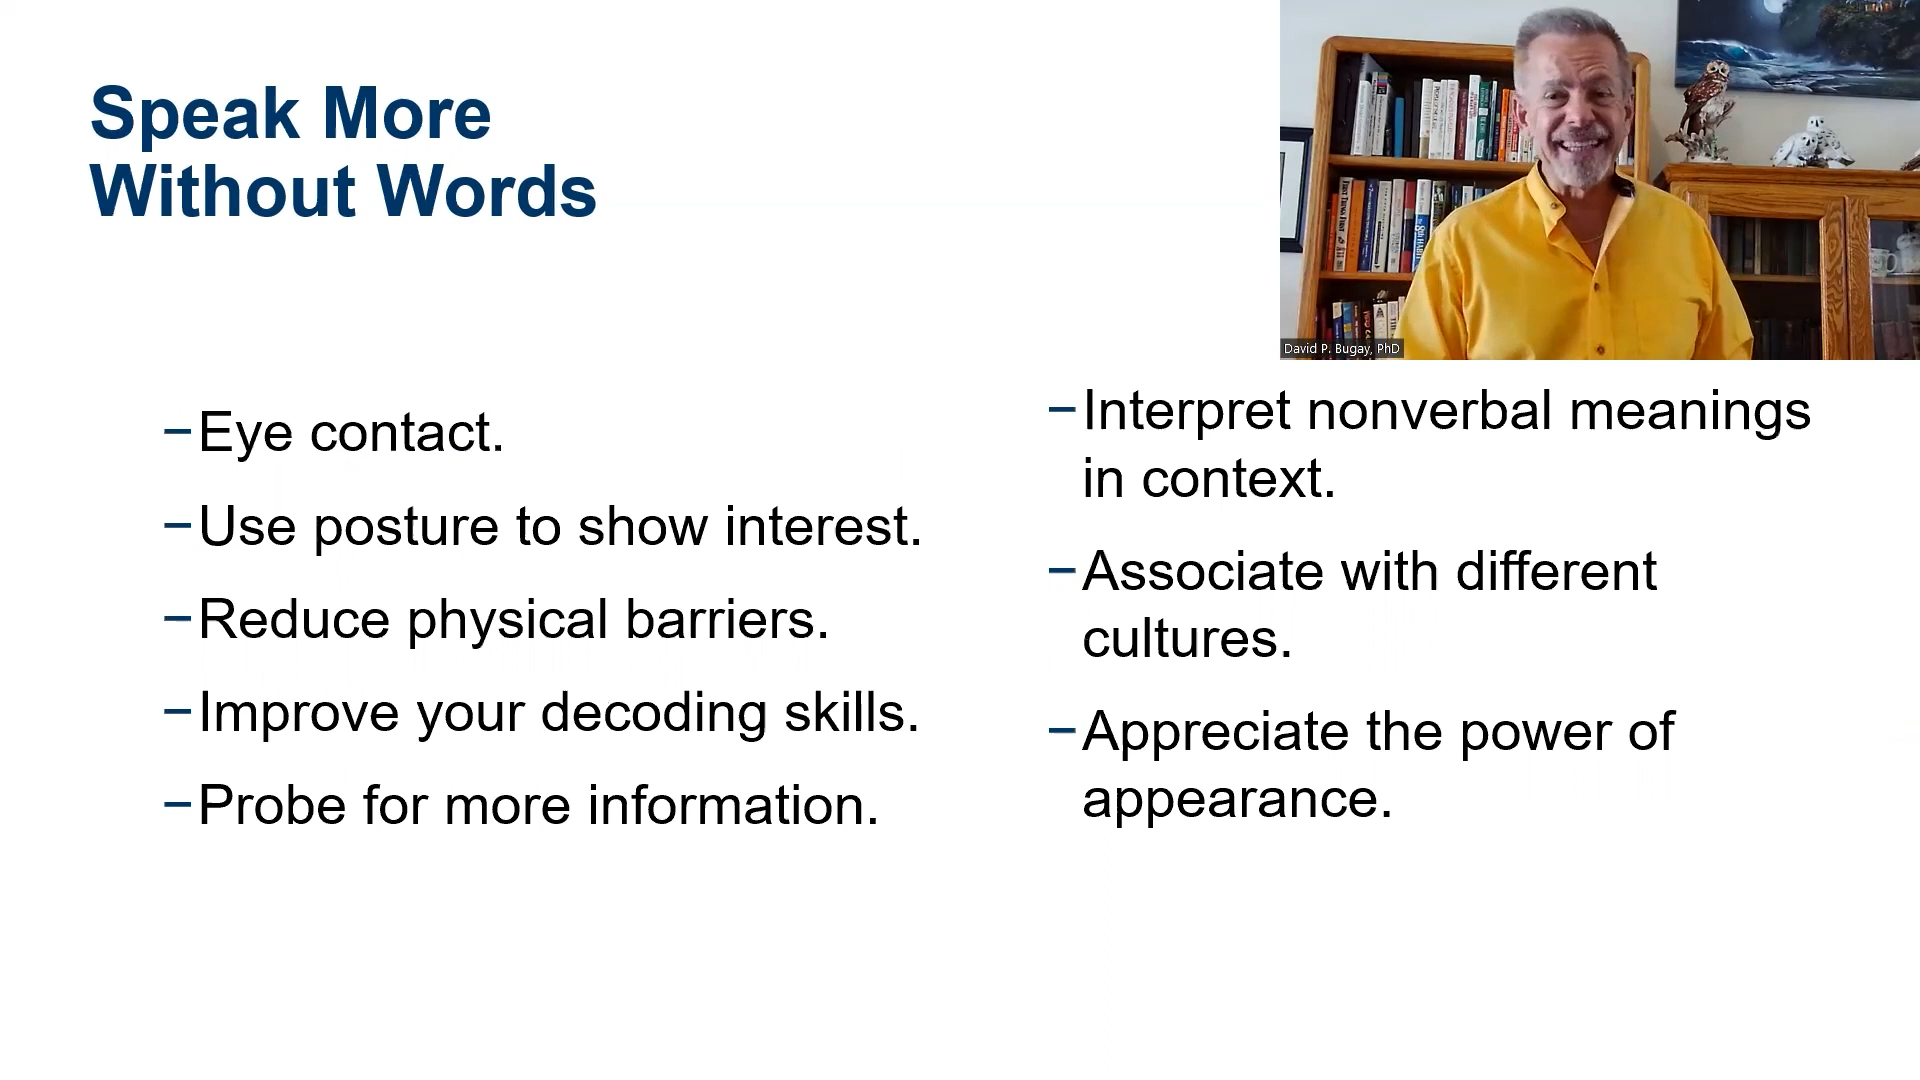 Speak More
Without Words
David P. Bugay, PhD
−Eye contact.
−Use posture to show interest.
−Reduce physical barriers.
−Improve your decoding skills.
−Probe for more information.
−Interpret nonverbal meanings
in context.
−Associate with different
cultures.
−Appreciate the power of
appearance.